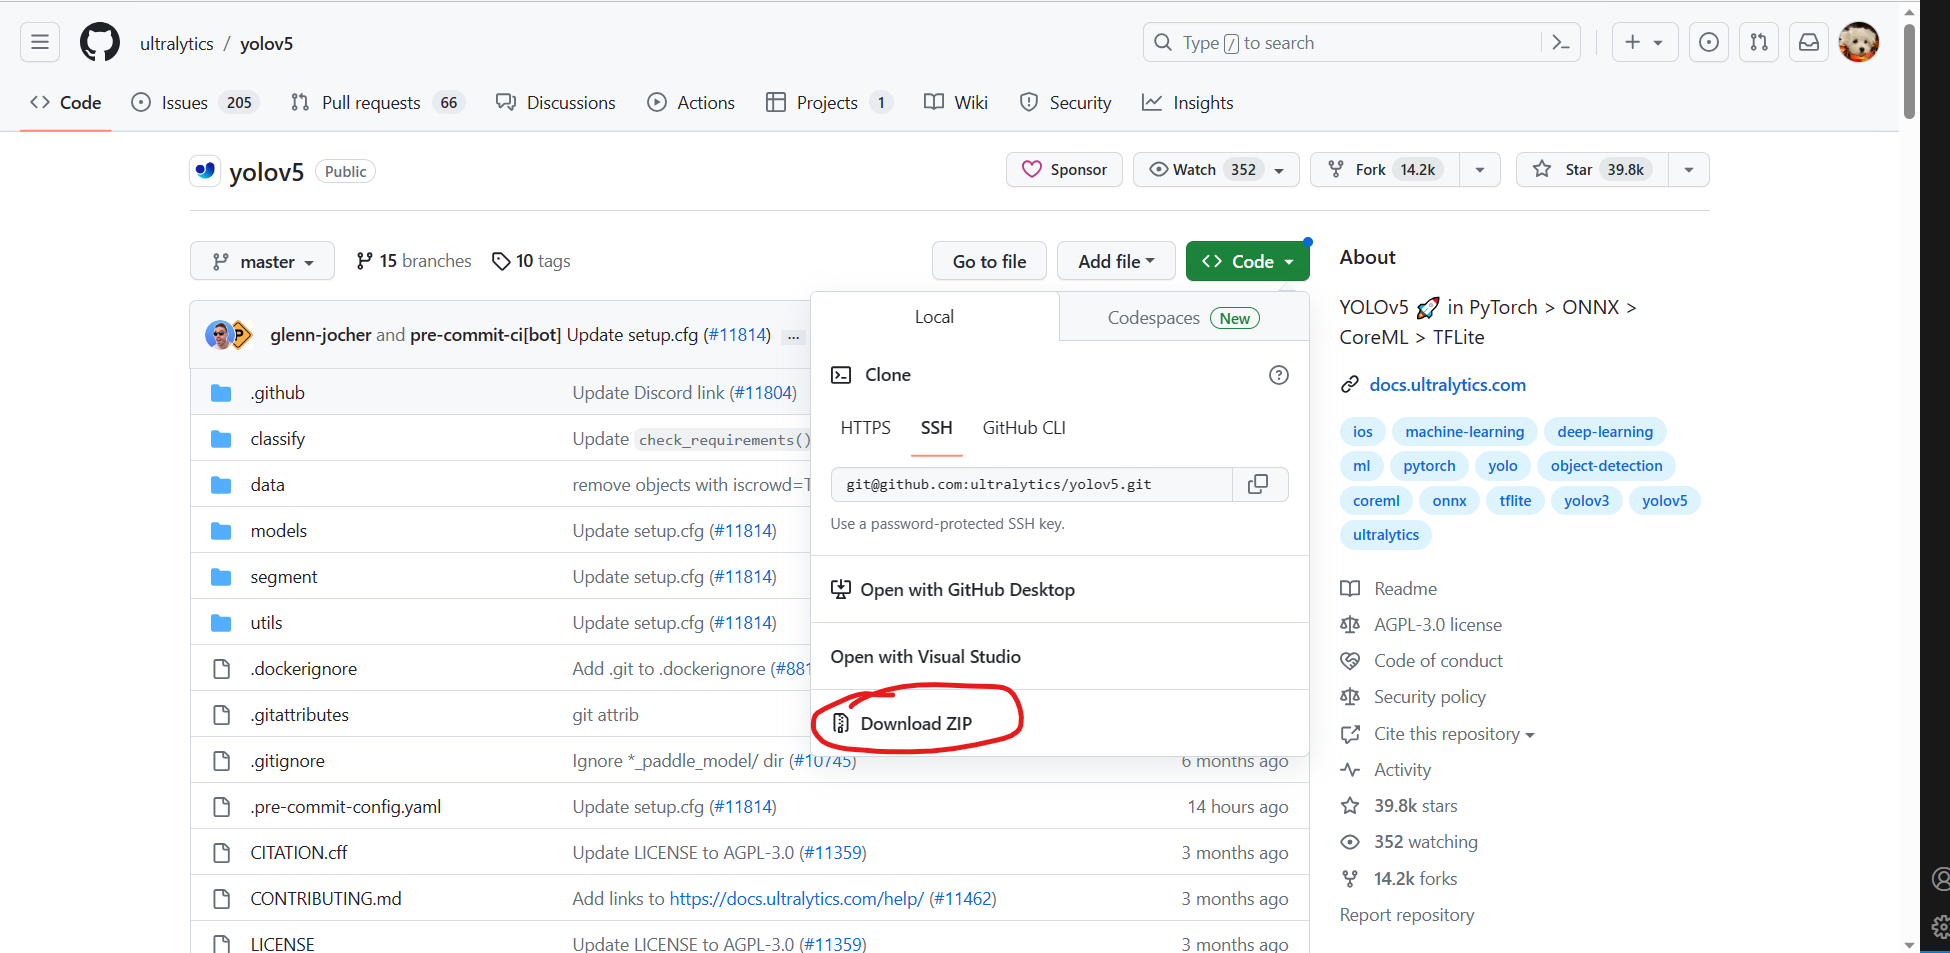 ultralytics / yolov5
Type / to search
Code
Issues 205
Pull requests 66
Discussions
Actions
Projects 1
Wiki
Security
Insights
yolov5 Public
Sponsor
Watch 352
Fork 14.2k
Star 39.8k
master
15 branches
10 tags
Go to file
Add file
Code
glenn-jocher and pre-commit-ci[bot] Update setup.cfg (#11814) ...
.github Update Discord link (#11804)
classify Update check_requirements()
data remove objects with iscrowd=T
models Update setup.cfg (#11814)
segment Update setup.cfg (#11814)
utils Update setup.cfg (#11814)
.dockerignore Add .git to .dockerignore (#881
.gitattributes git attrib
.gitignore Ignore *_paddle_model/ dir (#10745) 6 months ago
.pre-commit-config.yaml Update setup.cfg (#11814) 14 hours ago
CITATION.cff Update LICENSE to AGPL-3.0 (#11359) 3 months ago
CONTRIBUTING.md Add links to https://docs.ultralytics.com/help/ (#11462) 3 months ago
LICENSE Update LICENSE to AGPL-3.0 (#11359) 3 months ago
Local
Codespaces New
Clone
HTTPS SSH GitHub CLI
git@github.com:ultralytics/yolov5.git
Use a password-protected SSH key.
Open with GitHub Desktop
Open with Visual Studio
Download ZIP
About
YOLOv5 🚀 in PyTorch > ONNX >
CoreML > TFLite
docs.ultralytics.com
ios machine-learning deep-learning
ml pytorch yolo object-detection
coreml onnx tflite yolov3 yolov5
ultralytics
Readme
AGPL-3.0 license
Code of conduct
Security policy
Cite this repository
Activity
39.8k stars
352 watching
14.2k forks
Report repository